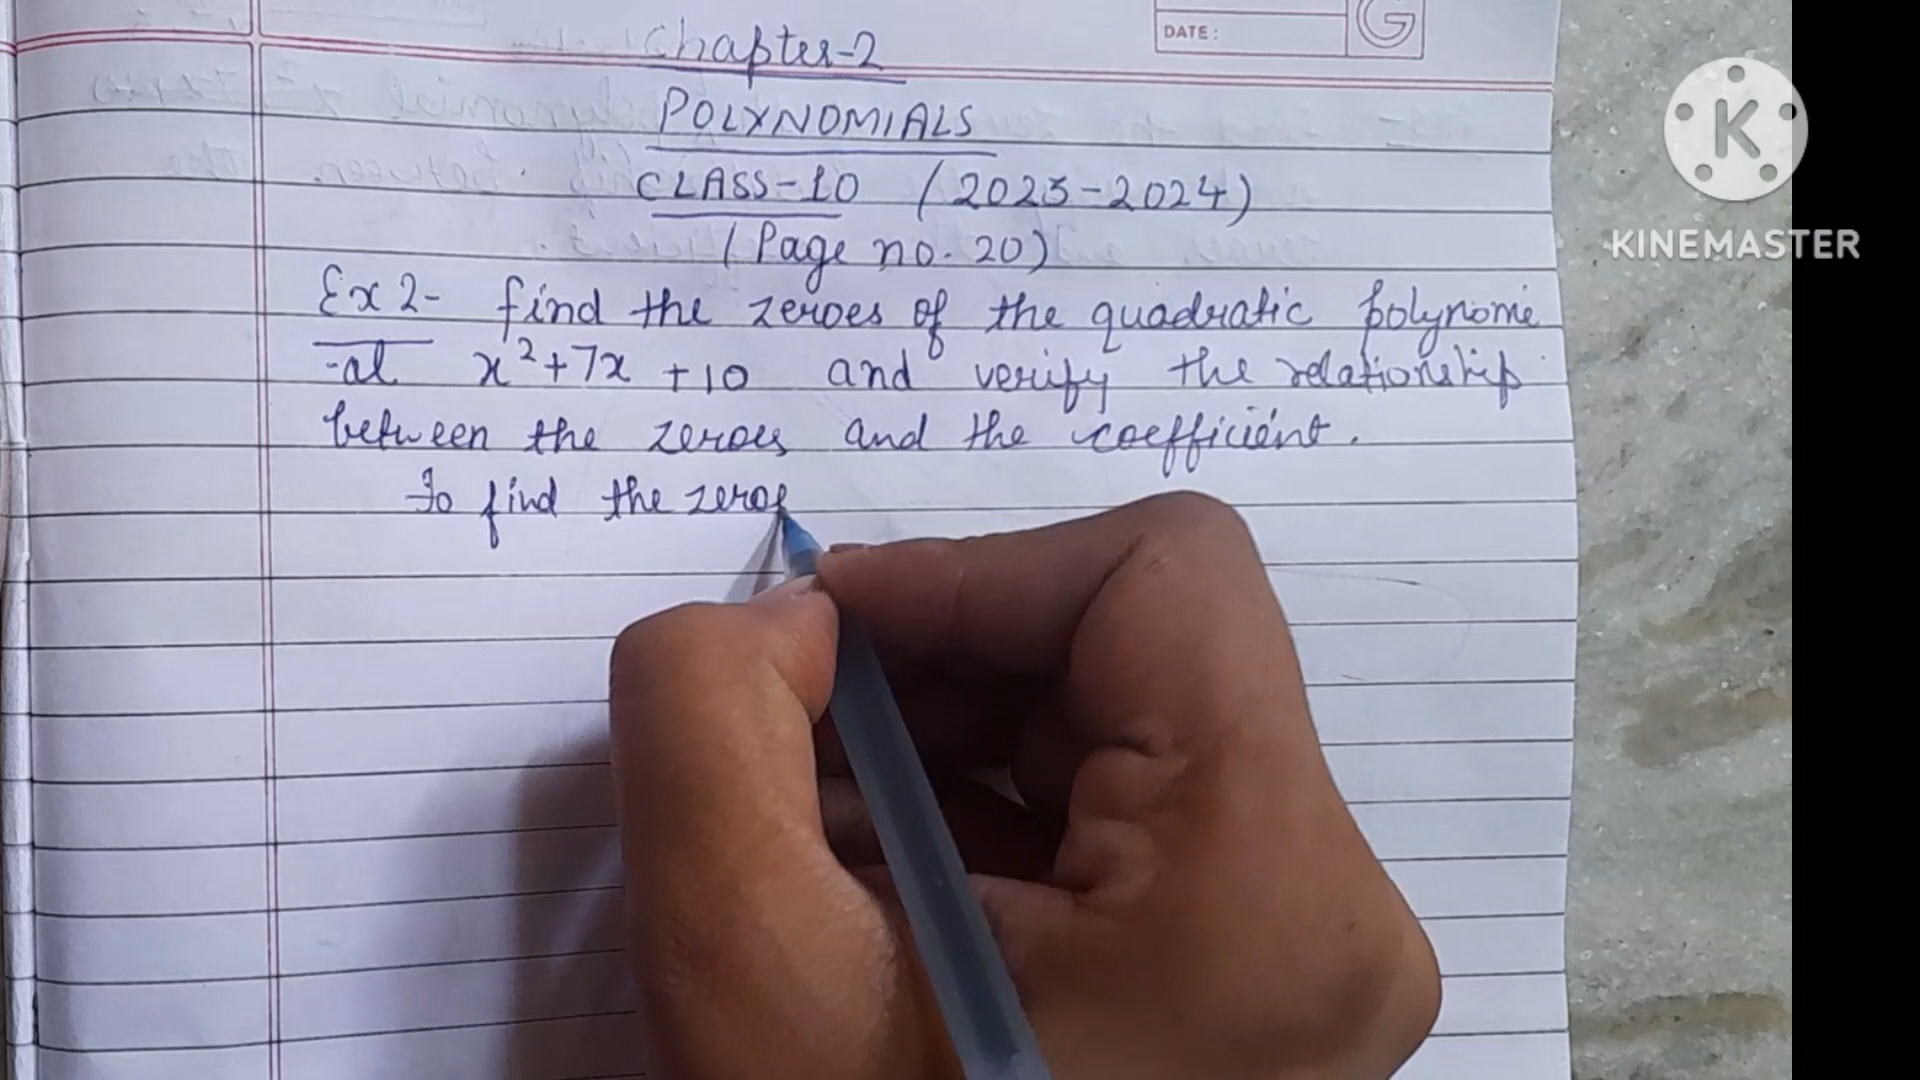 Chapter-2
DATE:
G
POLYNOMIALS
CLASS-10 (2023-2024)
(Page no. 20)
Ex 2- find the zeroes of the quadratic polynomi
-al x²+7x+10 and verify the relationship
between the zeroes and the coefficient.
To find the zeroe
K
KINEMASTER